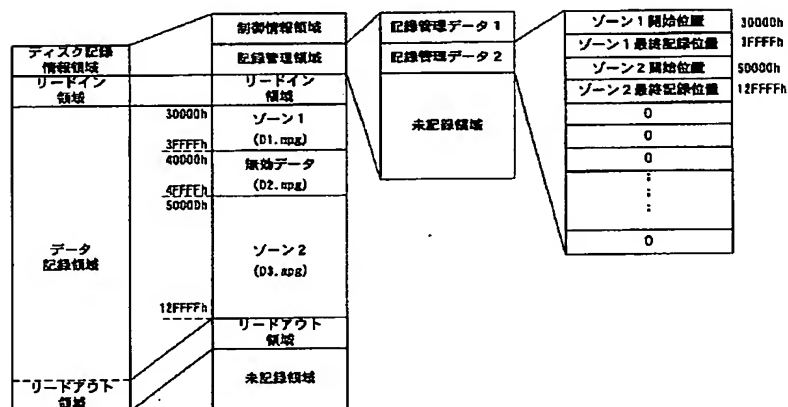 ディスク記録
情報領域
リードイン
領域
データ
記録領域
リードアウト
領域
制御情報領域
記録管理領域
リードイン
領域
30000h
ゾーン1
(D1.mpg)
3FFFFh
40000h
無効データ
(D2.mpg)
4FFFFh
50000h
ゾーン2
(D3.mpg)
12FFFFh
リードアウト
領域
未記録領域
記録管理データ1
記録管理データ2
未記録領域
ゾーン1開始位置 30000h
ゾーン1最終記録位置 3FFFFh
ゾーン2開始位置 50000h
ゾーン2最終記録位置 12FFFFh
0
0
0
0